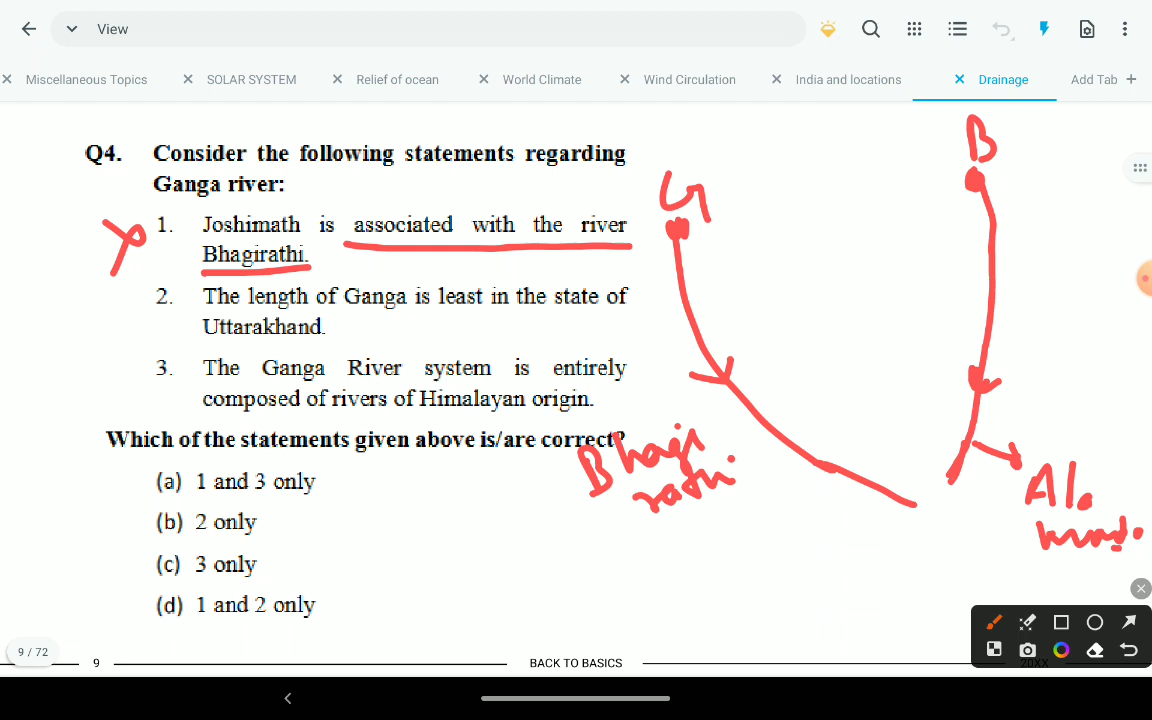 View
Miscellaneous Topics
SOLAR SYSTEM
Relief of ocean
World Climate
Wind Circulation
India and locations
Drainage
Add Tab +
Q4. Consider the following statements regarding
Ganga river:
1. Joshimath is associated with the river
Bhagirathi.
2. The length of Ganga is least in the state of
Uttarakhand.
3. The Ganga River system is entirely
composed of rivers of Himalayan origin.
Which of the statements given above is/are correct?
(a) 1 and 3 only
(b) 2 only
(c) 3 only
(d) 1 and 2 only
G
B
Bhagi
rathi
Al.
9 / 72
9
BACK TO BASICS
20XX